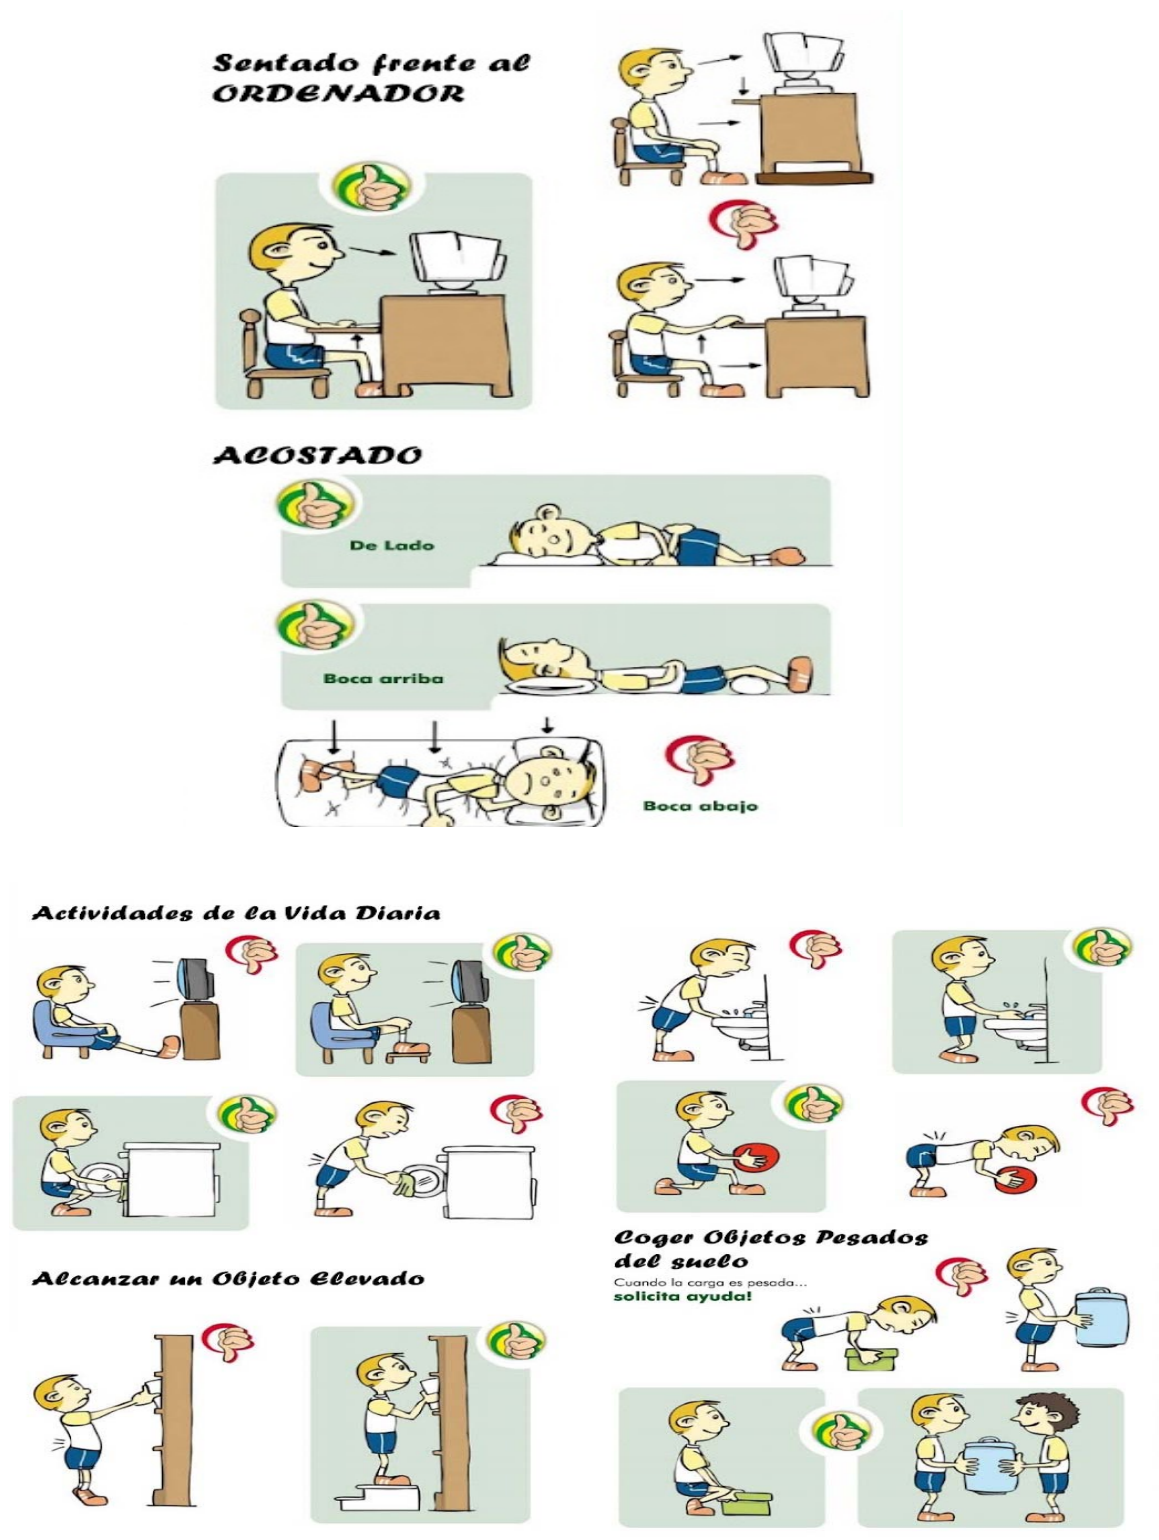 Sentado frente al
ORDENADOR
ACOSTADO
De Lado
Boca arriba
Boca abajo
Actividades de la Vida Diaria
Alcanzar un Objeto Elevado
Coger Objetos Pesados
del suelo
Cuando la carga es pesada...
solicita ayuda!